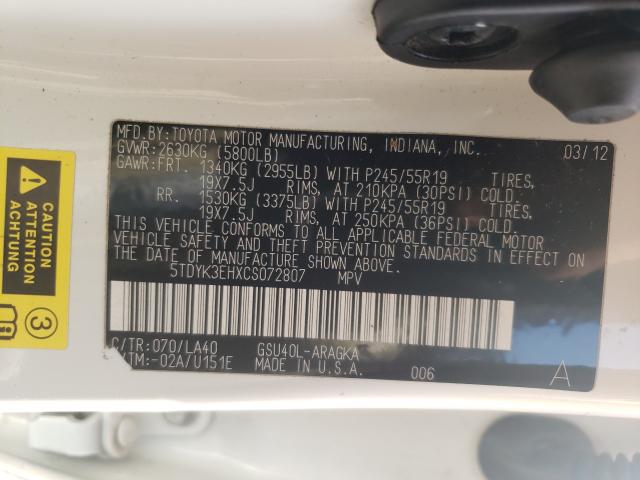 MFD.BY:TOYOTA MOTOR MANUFACTURING, INDIANA, INC. 03/12
GVWR:2630KG (5800LB)
GAWR:FRT. 1340KG (2955LB) WITH P245/55R19 TIRES,
19X7.5J RIMS, AT 210KPA (30PSI) COLD.
RR. 1530KG (3375LB) WITH P245/55R19 TIRES,
19X7.5J RIMS, AT 250KPA (36PSI) COLD.
THIS VEHICLE CONFORMS TO ALL APPLICABLE FEDERAL MOTOR
VEHICLE SAFETY AND THEFT PREVENTION STANDARDS IN EFFECT ON
THE DATE OF MANUFACTURE SHOWN ABOVE.
5TDYK3EHXCS072807 MPV
C/TR:070/LA40 GSU40L-ARAGKA
A/TM:-02A/U151E MADE IN U.S.A. 006 A
CAUTION
ATTENTION
3